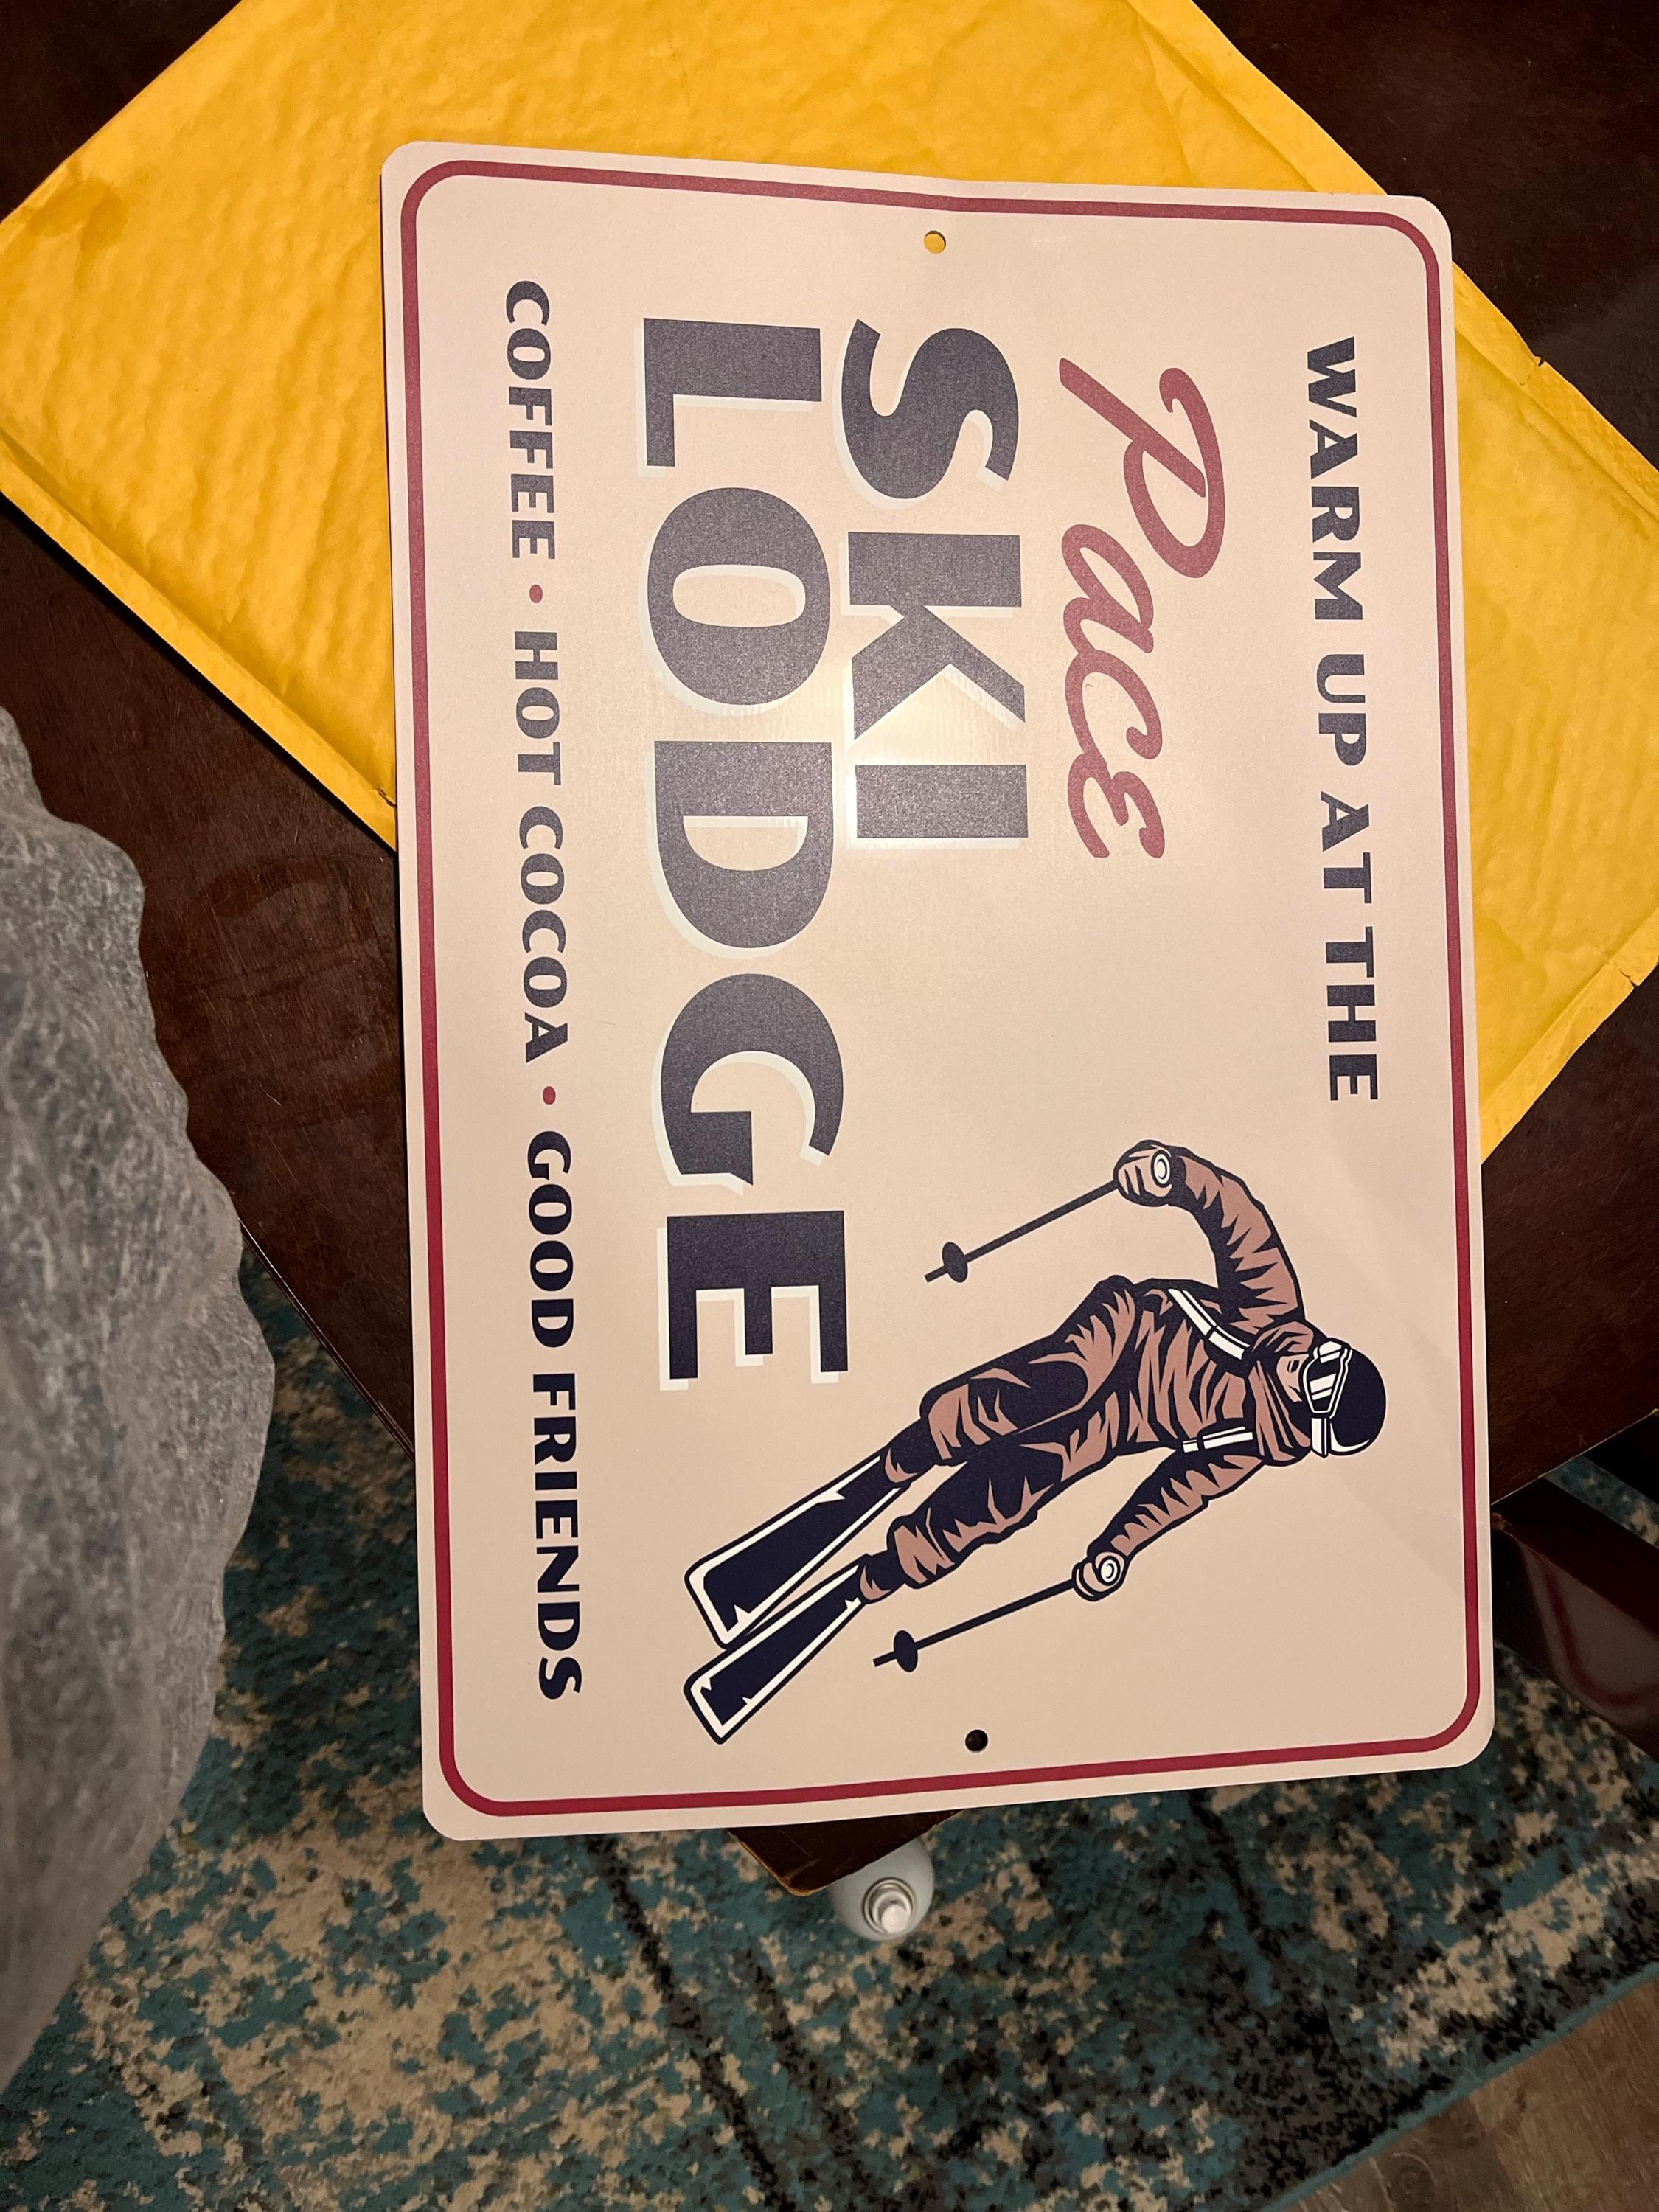 WARM UP AT THE
Pace
SKI
LODGE
COFFEE • HOT COCOA • GOOD FRIENDS